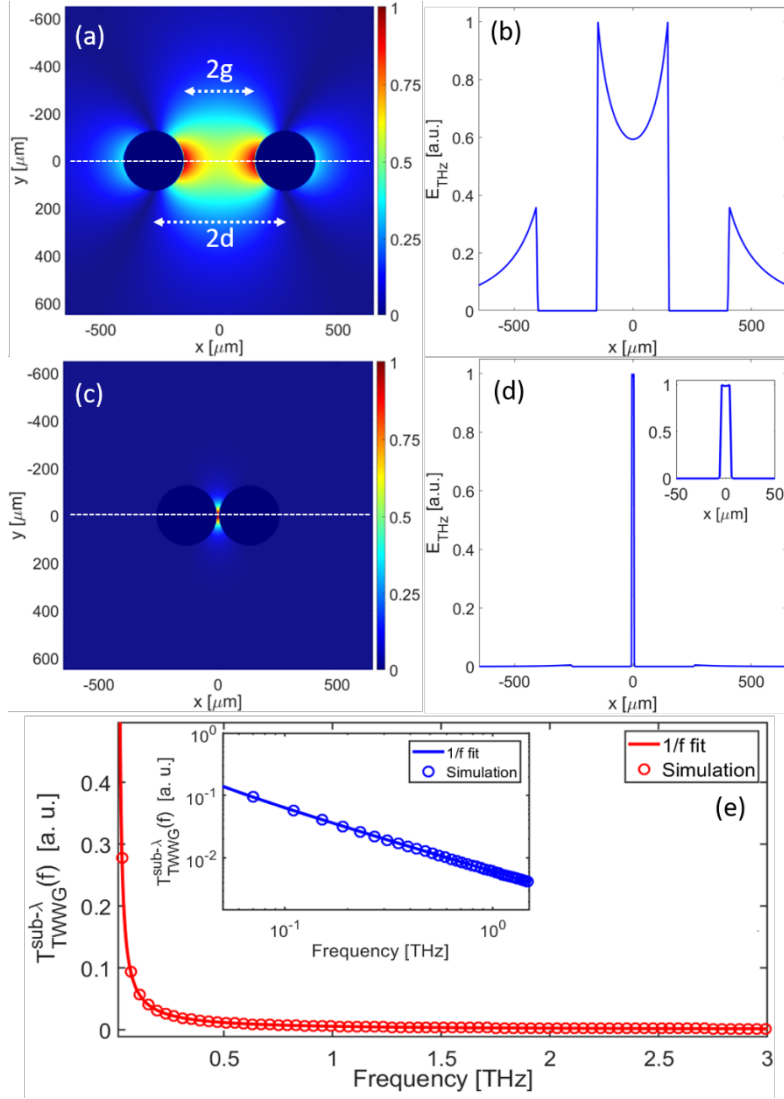 (a)
2g
2d
y [μm]
-600
-400
-200
0
200
400
600
-500
0
500
x [μm]
1
0.75
0.5
0.25
0
(b)
E_THz [a.u.]
1
0.8
0.6
0.4
0.2
0
-500
0
500
x [μm]
(c)
y [μm]
-600
-400
-200
0
200
400
600
-500
0
500
x [μm]
1
0.75
0.5
0.25
0
(d)
E_THz [a.u.]
1
0.8
0.6
0.4
0.2
0
-500
0
500
x [μm]
1
0.5
0
-50
0
50
x [μm]
(e)
T^sub-λ_TWWG(f) [a. u.]
0.4
0.3
0.2
0.1
0
0.5
1
1.5
2
2.5
3
Frequency [THz]
1/f fit
Simulation
T^sub-λ_TWWG(f) [a. u.]
10^0
10^-1
10^-2
10^-1
10^0
Frequency [THz]
1/f fit
Simulation